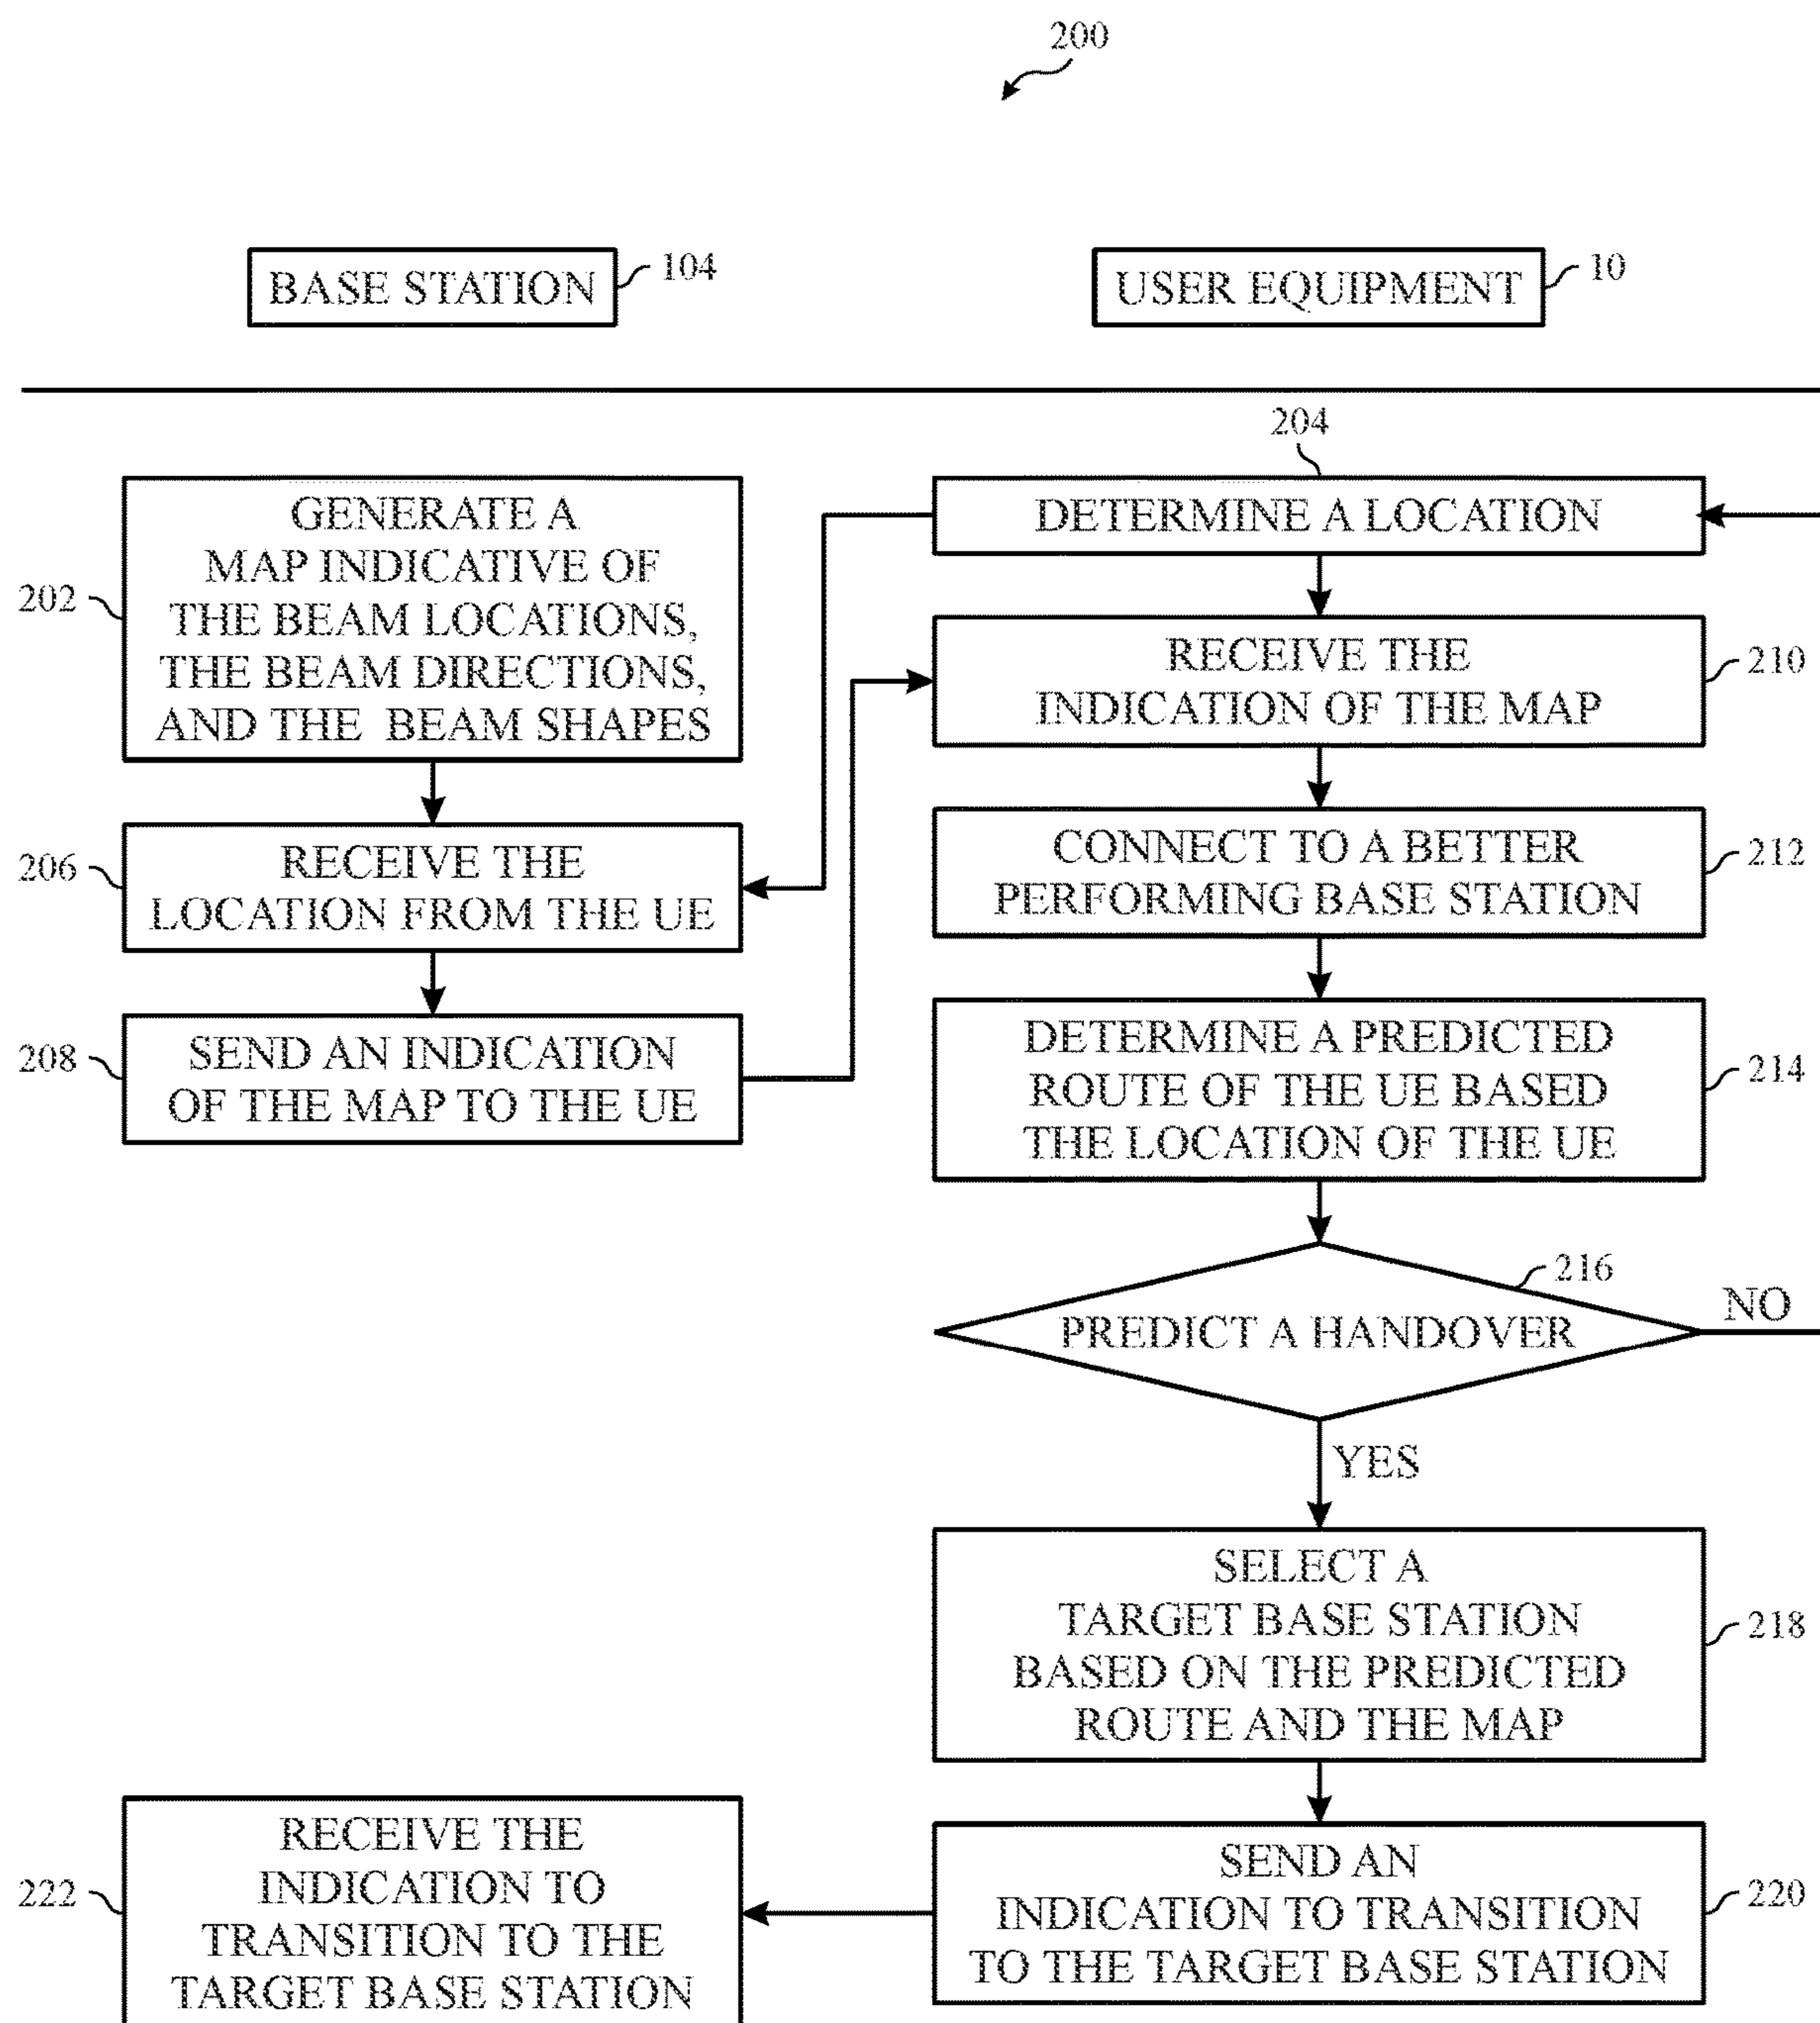 200
BASE STATION
104
USER EQUIPMENT
10
204
DETERMINE A LOCATION
202
GENERATE A
MAP INDICATIVE OF
THE BEAM LOCATIONS,
THE BEAM DIRECTIONS,
AND THE BEAM SHAPES
RECEIVE THE
INDICATION OF THE MAP
210
206
RECEIVE THE
LOCATION FROM THE UE
CONNECT TO A BETTER
PERFORMING BASE STATION
212
208
SEND AN INDICATION
OF THE MAP TO THE UE
DETERMINE A PREDICTED
ROUTE OF THE UE BASED
THE LOCATION OF THE UE
214
216
PREDICT A HANDOVER
NO
YES
SELECT A
TARGET BASE STATION
BASED ON THE PREDICTED
ROUTE AND THE MAP
218
SEND AN
INDICATION TO TRANSITION
TO THE TARGET BASE STATION
220
222
RECEIVE THE
INDICATION TO
TRANSITION TO THE
TARGET BASE STATION